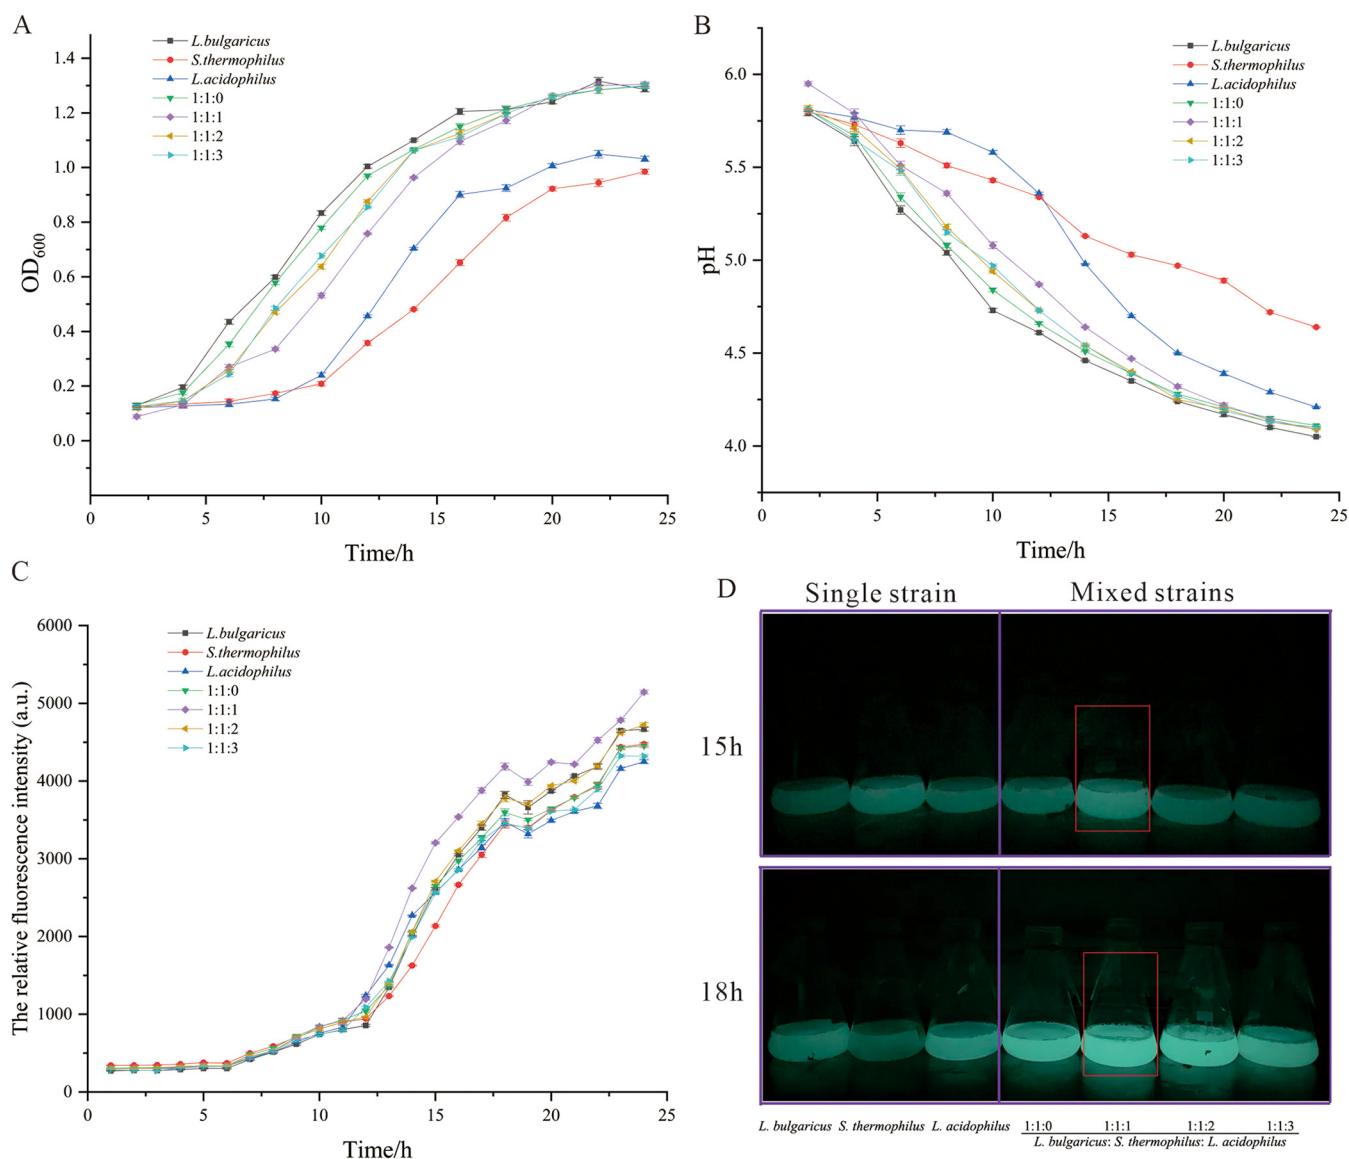 A
L.bulgaricus
S.thermophilus
L.acidophilus
1:1:0
1:1:1
1:1:2
1:1:3
1.4
1.2
1.0
0.8
0.6
0.4
0.2
0.0
OD600
0 5 10 15 20 25
Time/h
B
L.bulgaricus
S.thermophilus
L.acidophilus
1:1:0
1:1:1
1:1:2
1:1:3
6.0
5.5
5.0
4.5
4.0
pH
0 5 10 15 20 25
Time/h
C
L.bulgaricus
S.thermophilus
L.acidophilus
1:1:0
1:1:1
1:1:2
1:1:3
6000
5000
4000
3000
2000
1000
0
The relative fluorescence intensity (a.u.)
0 5 10 15 20 25
Time/h
D
Single strain Mixed strains
15h
18h
L. bulgaricus S. thermophilus L. acidophilus 1:1:0 1:1:1 1:1:2 1:1:3
L. bulgaricus: S. thermophilus: L. acidophilus